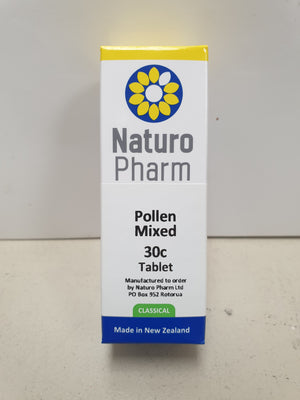 Naturo
Pharm
Pollen
Mixed
30c
Tablet
Manufactured to order
by Naturo Pharm Ltd
PO Box 952 Rotorua
CLASSICAL
Made in New Zealand